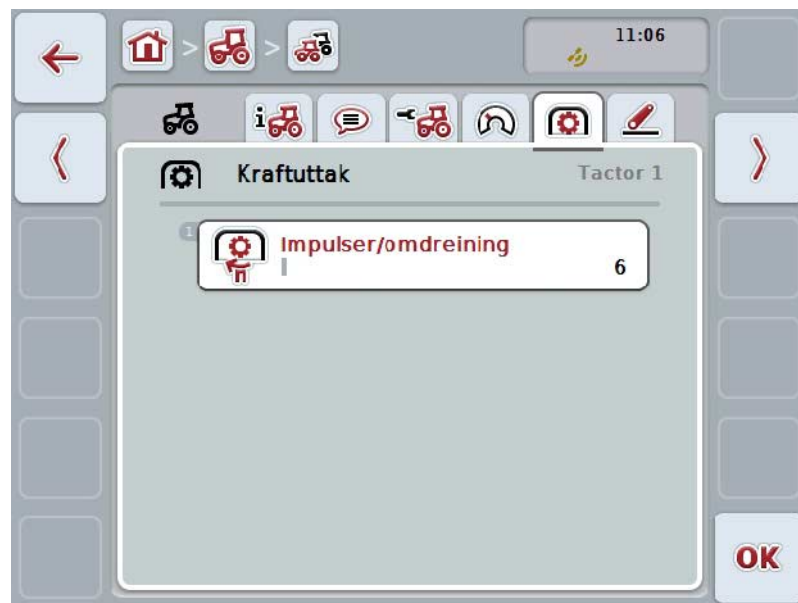 11:06
Kraftuttak
Tactor 1
1
Impulser/omdreining
6
OK